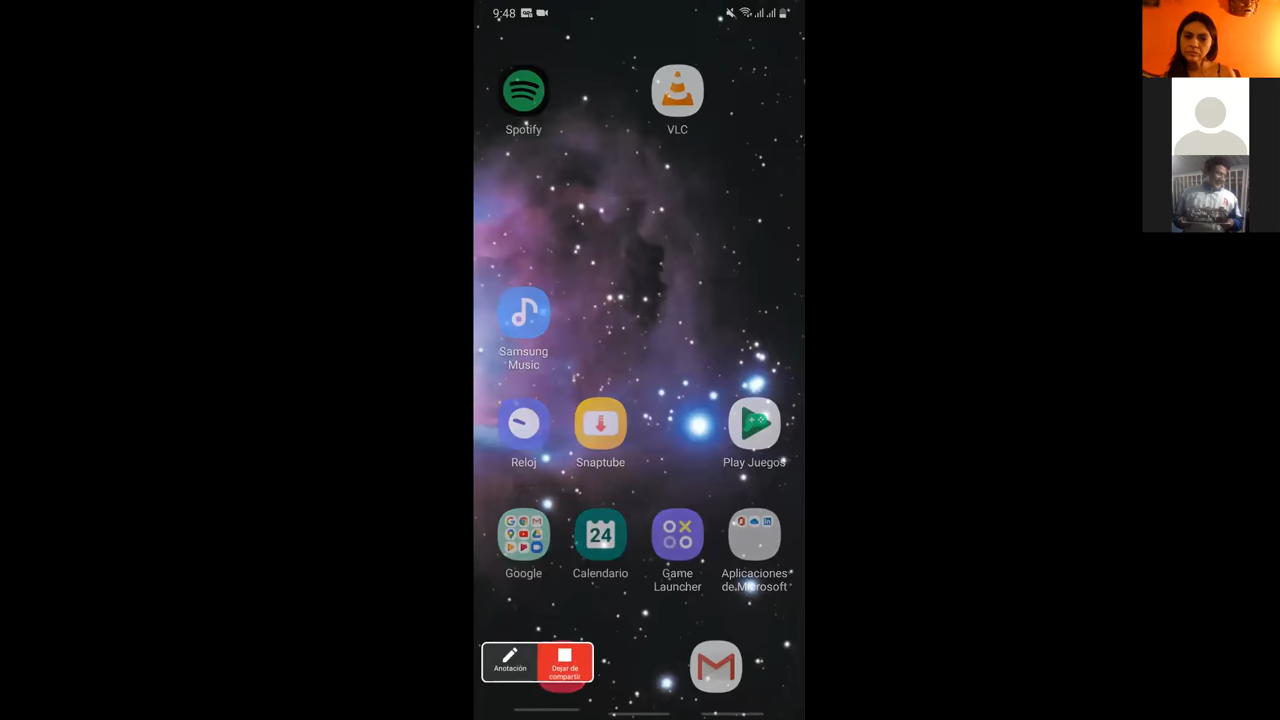 9:48
Spotify
VLC
Samsung
Music
Reloj
Snaptube
Play Juegos
24
Google
Calendario
Game
Launcher
Aplicaciones
de Microsoft
Anotación
Dejar de
compartir